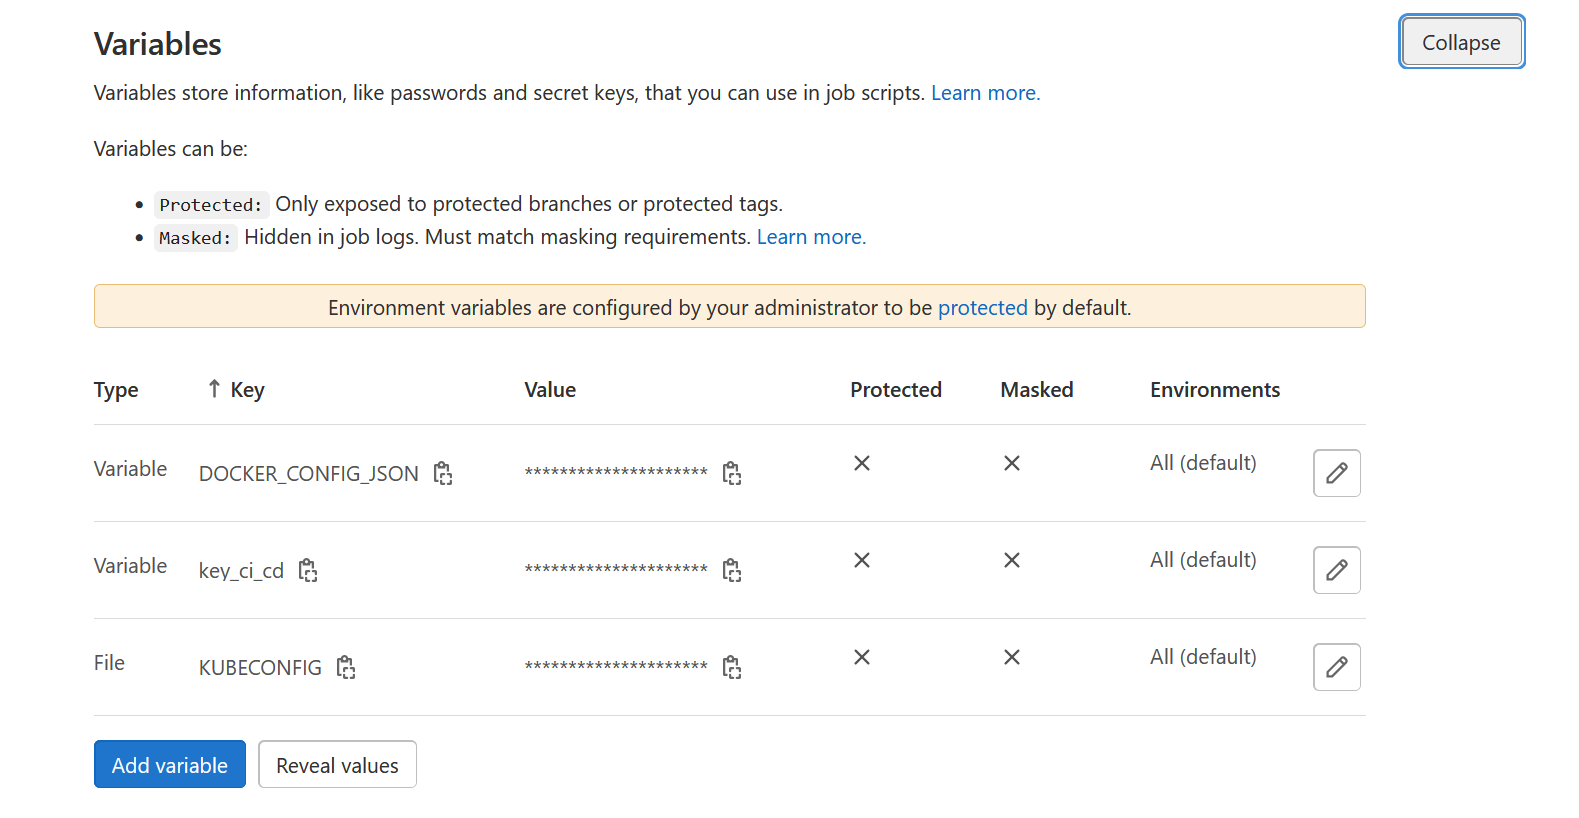 Variables
Collapse
Variables store information, like passwords and secret keys, that you can use in job scripts. Learn more.
Variables can be:
• Protected: Only exposed to protected branches or protected tags.
• Masked: Hidden in job logs. Must match masking requirements. Learn more.
Environment variables are configured by your administrator to be protected by default.
Type ↑ Key Value Protected Masked Environments
Variable DOCKER_CONFIG_JSON ********************* All (default)
Variable key_ci_cd ********************* All (default)
File KUBECONFIG ********************* All (default)
Add variable Reveal values